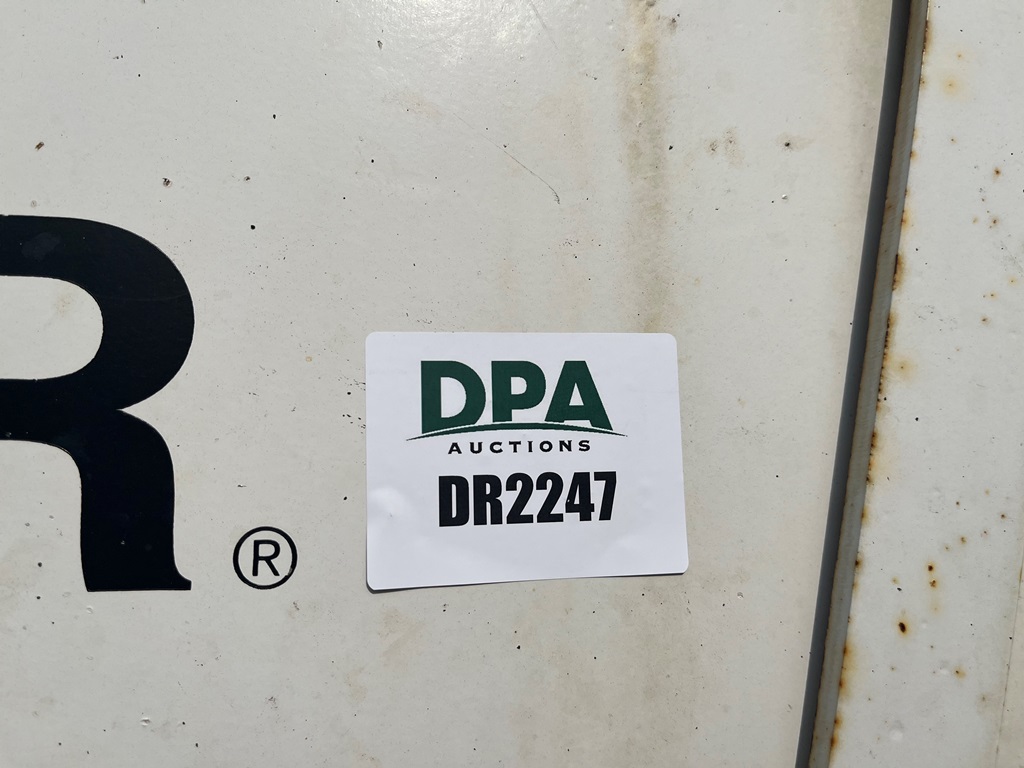 R®
DPA
AUCTIONS
DR2247